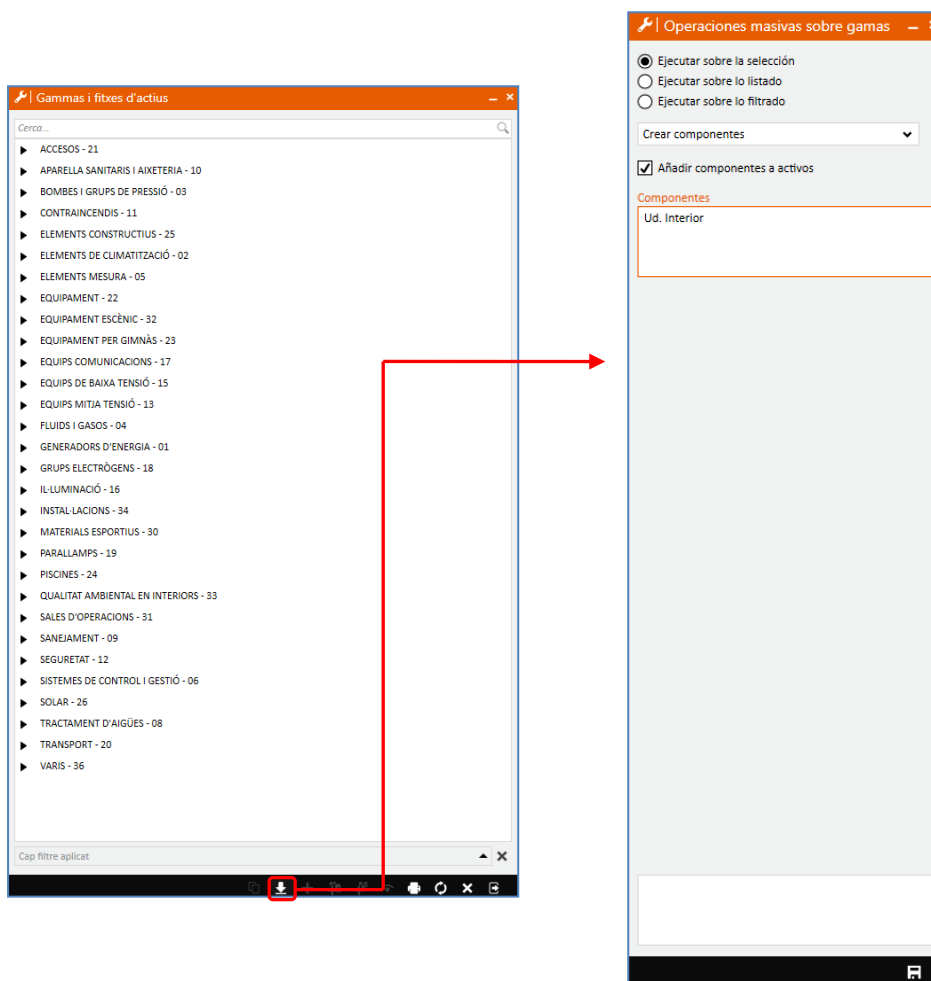 Gammas i fitxes d'actius
Cerca...
ACCESOS - 21
APARELLA SANITARIS I AIXETERIA - 10
BOMBES I GRUPS DE PRESSIÓ - 03
CONTRAINCENDIS - 11
ELEMENTS CONSTRUCTIUS - 25
ELEMENTS DE CLIMATITZACIÓ - 02
ELEMENTS MESURA - 05
EQUIPAMENT - 22
EQUIPAMENT ESCÈNIC - 32
EQUIPAMENT PER GIMNÀS - 23
EQUIPS COMUNICACIONS - 17
EQUIPS DE BAIXA TENSIÓ - 15
EQUIPS MITJA TENSIÓ - 13
FLUIDS I GASOS - 04
GENERADORS D'ENERGIA - 01
GRUPS ELECTRÒGENS - 18
IL·LUMINACIÓ - 16
INSTAL·LACIONS - 34
MATERIALS ESPORTIUS - 30
PARALLAMPS - 19
PISCINES - 24
QUALITAT AMBIENTAL EN INTERIORS - 33
SALES D'OPERACIONS - 31
SANEJAMENT - 09
SEGURETAT - 12
SISTEMES DE CONTROL I GESTIÓ - 06
SOLAR - 26
TRACTAMENT D'AIGÜES - 08
TRANSPORT - 20
VARIS - 36
Cap filtre aplicat
Operaciones masivas sobre gamas
Ejecutar sobre la selección
Ejecutar sobre lo listado
Ejecutar sobre lo filtrado
Crear componentes
Añadir componentes a activos
Componentes
Ud. Interior